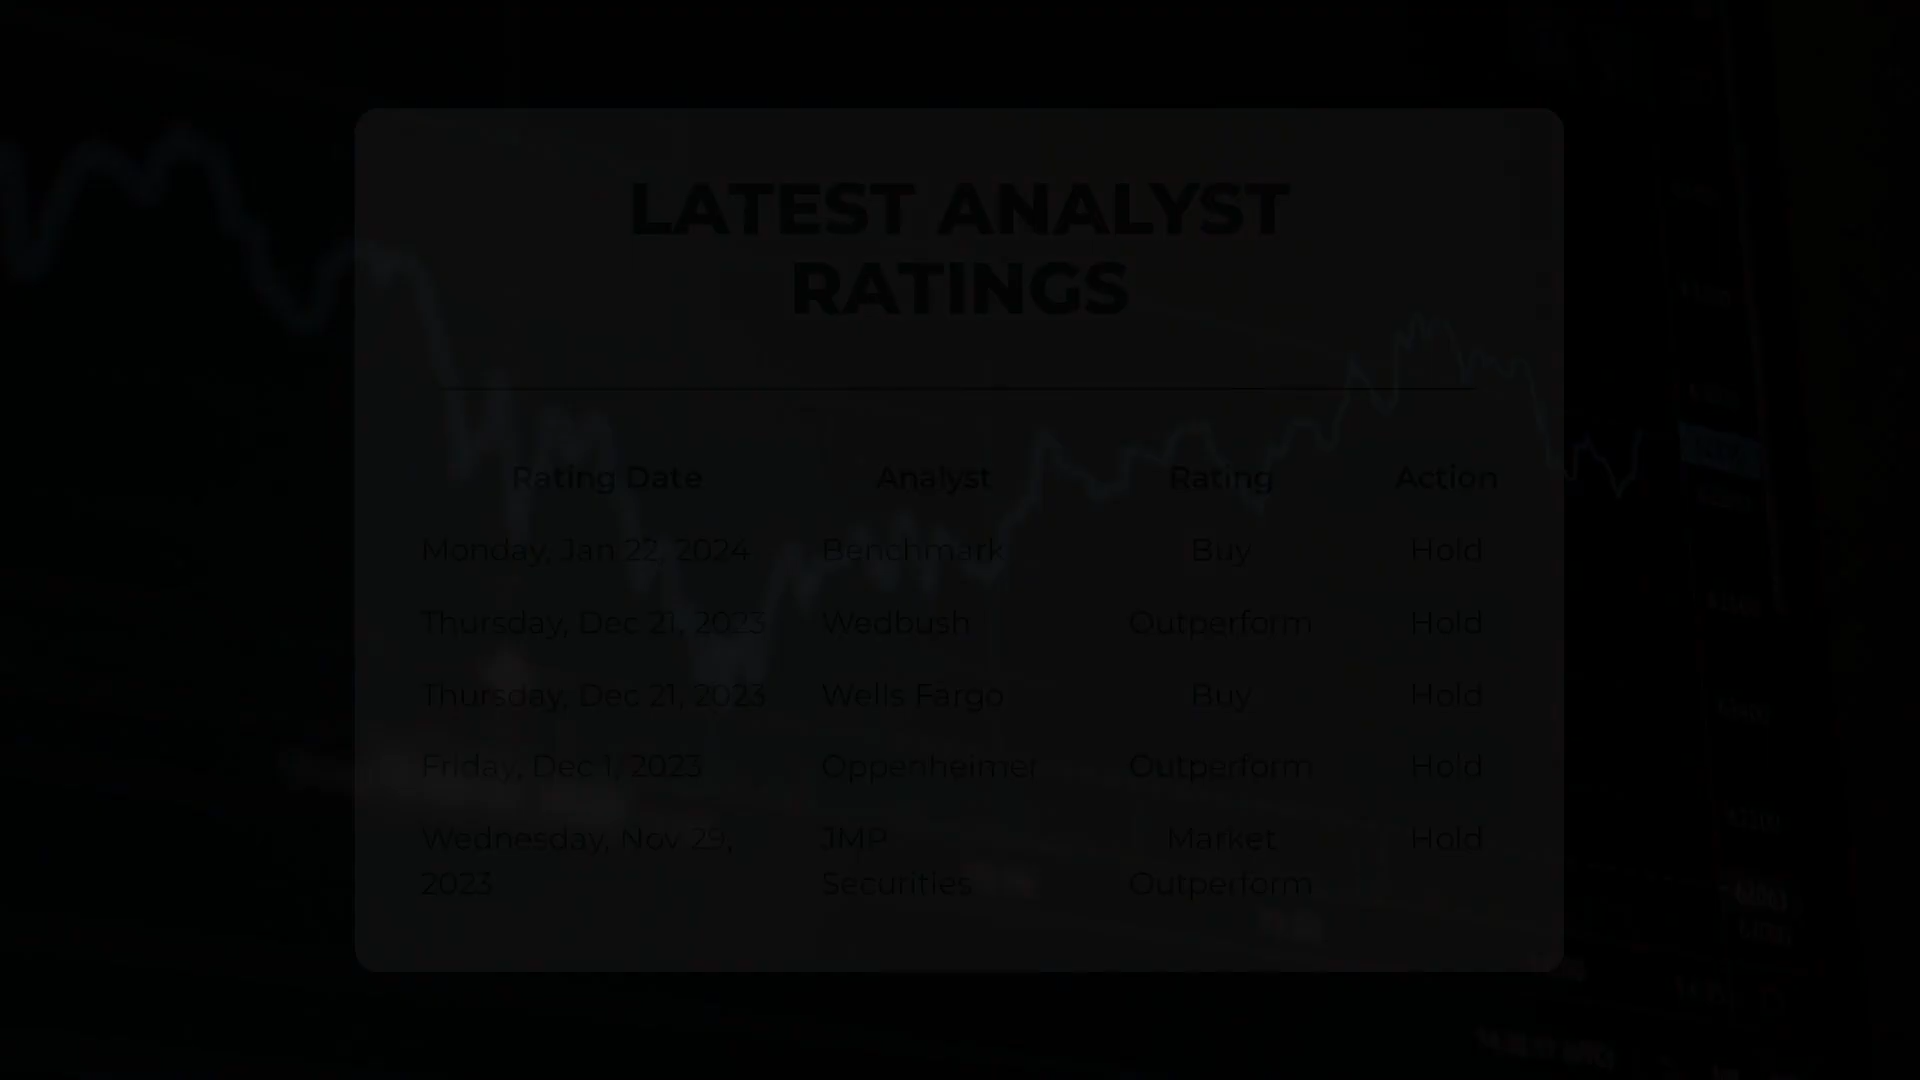 LATEST ANALYST
RATINGS
Rating Date Analyst Rating Action
Monday, Jan 22, 2024 Benchmark Buy Hold
Thursday, Dec 21, 2023 Wedbush Outperform Hold
Thursday, Dec 21, 2023 Wells Fargo Buy Hold
Friday, Dec 1, 2023 Oppenheimer Outperform Hold
Wednesday, Nov 29, JMP Market Hold
2023 Securities Outperform